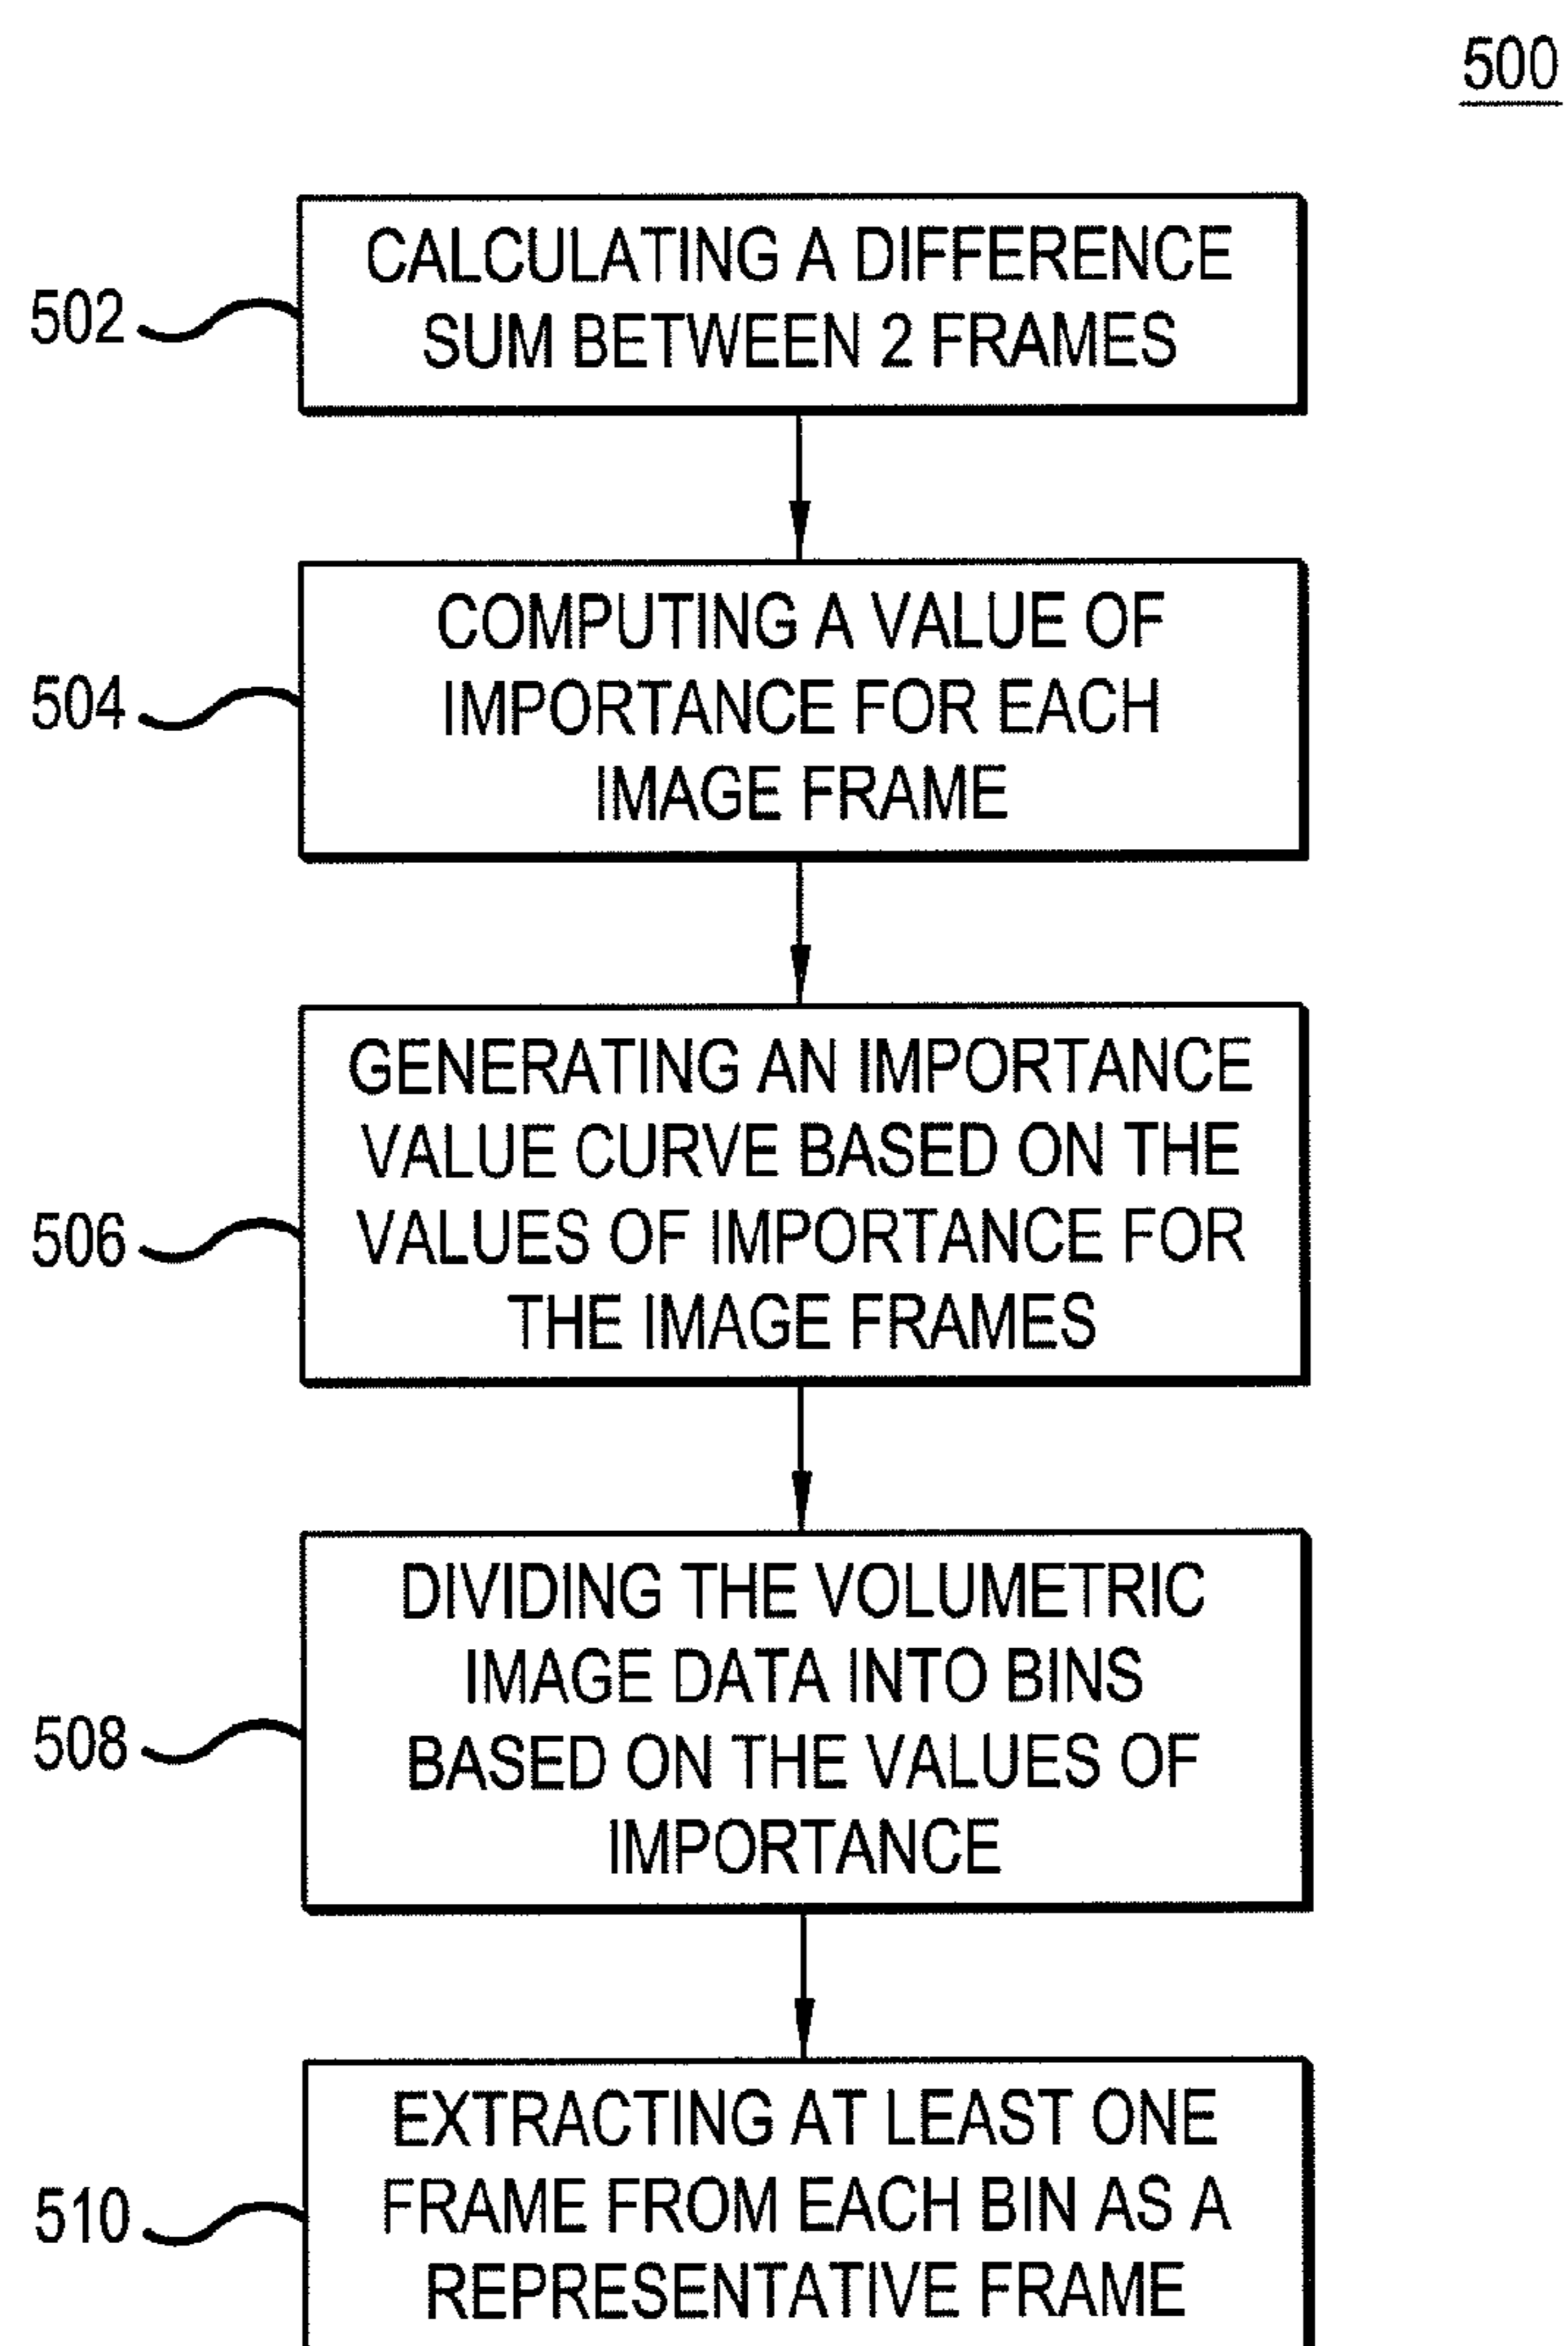 500
CALCULATING A DIFFERENCE
SUM BETWEEN 2 FRAMES
502
COMPUTING A VALUE OF
IMPORTANCE FOR EACH
IMAGE FRAME
504
GENERATING AN IMPORTANCE
VALUE CURVE BASED ON THE
VALUES OF IMPORTANCE FOR
THE IMAGE FRAMES
506
DIVIDING THE VOLUMETRIC
IMAGE DATA INTO BINS
BASED ON THE VALUES OF
IMPORTANCE
508
EXTRACTING AT LEAST ONE
FRAME FROM EACH BIN AS A
REPRESENTATIVE FRAME
510